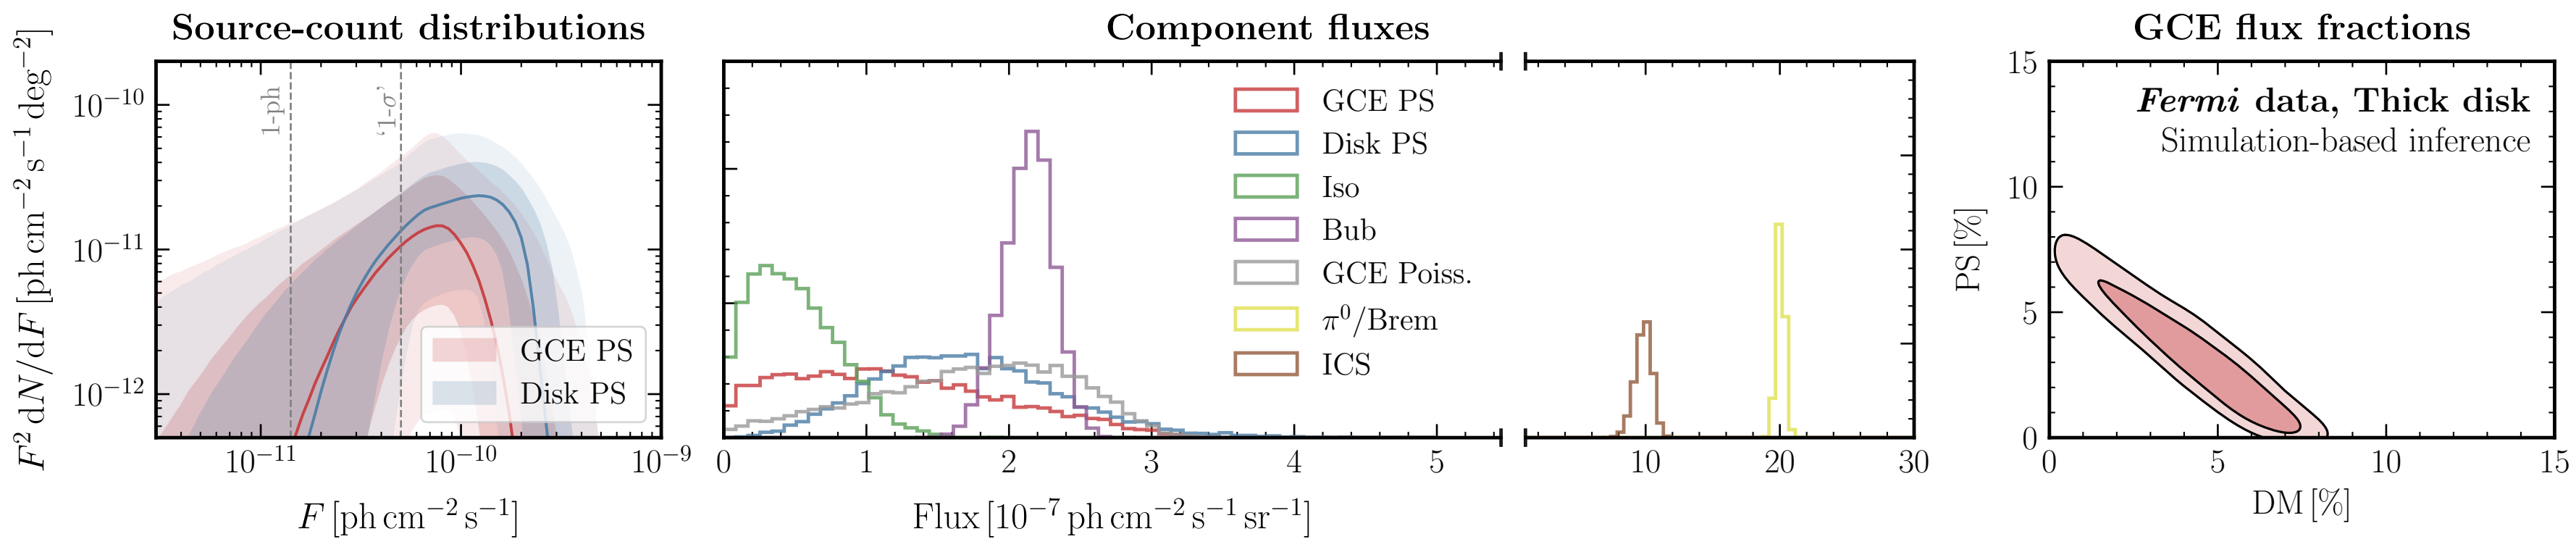 Source-count distributions
F² dN/dF [ph cm⁻² s⁻¹ deg⁻²]
10⁻¹⁰
10⁻¹¹
10⁻¹²
1-ph
‘1-σ’
GCE PS
Disk PS
10⁻¹¹ 10⁻¹⁰ 10⁻⁹
F [ph cm⁻² s⁻¹]
Component fluxes
GCE PS
Disk PS
Iso
Bub
GCE Poiss.
π⁰/Brem
ICS
0 1 2 3 4 5 10 20 30
Flux [10⁻⁷ ph cm⁻² s⁻¹ sr⁻¹]
GCE flux fractions
Fermi data, Thick disk
Simulation-based inference
PS [%]
15
10
5
0
0 5 10 15
DM [%]